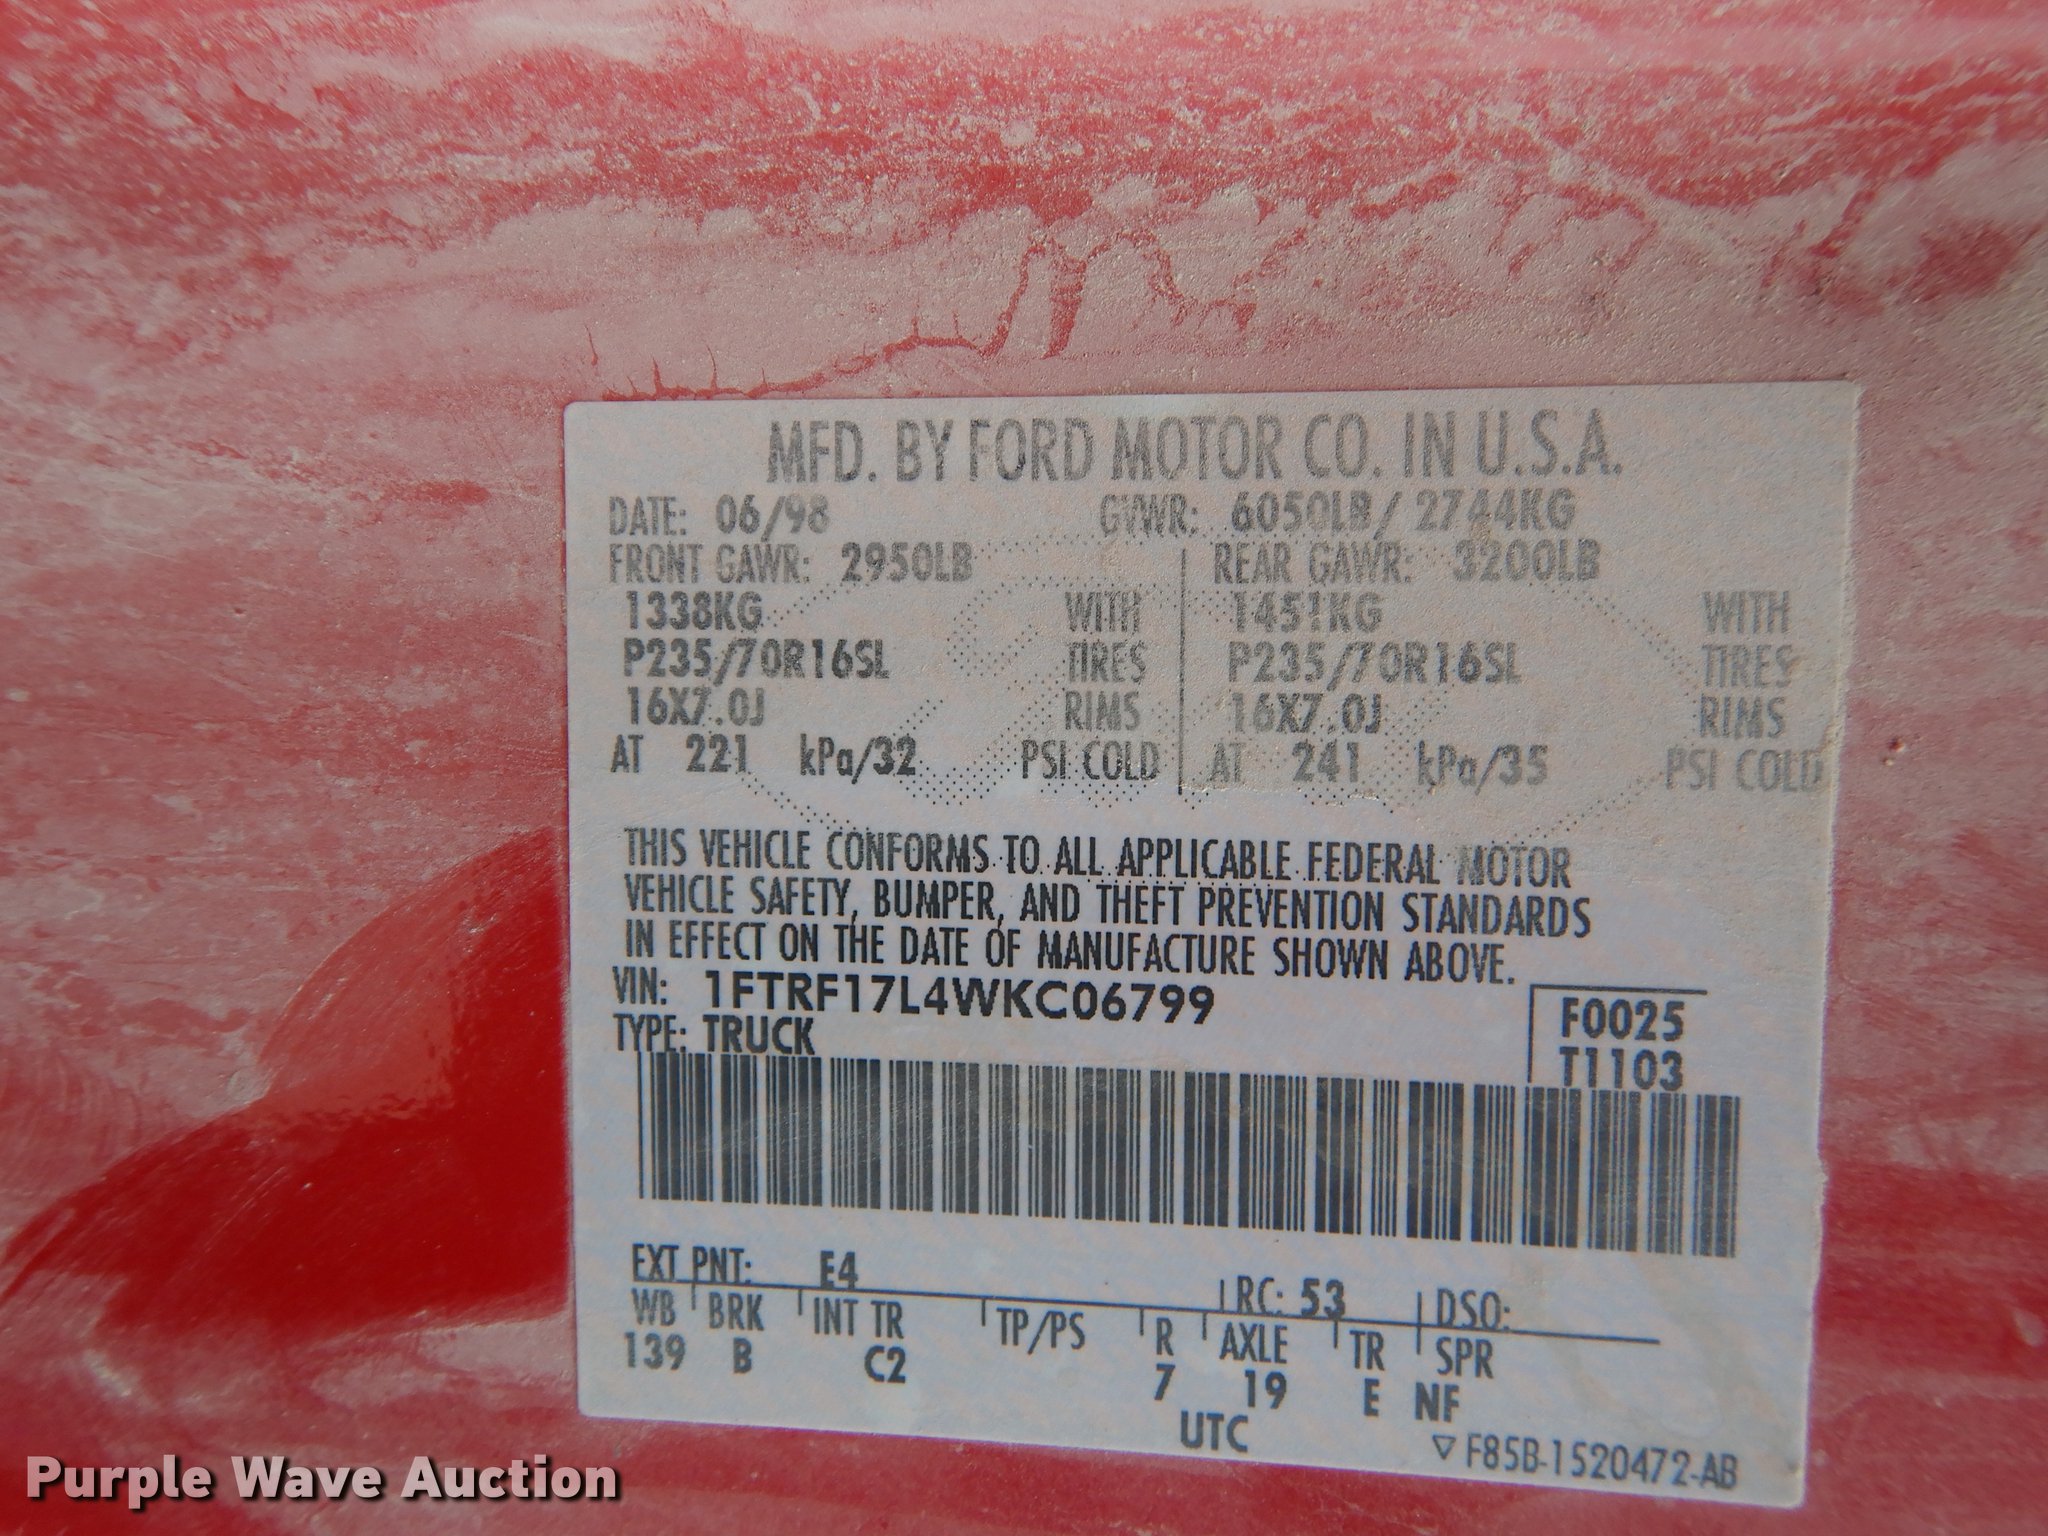 MFD. BY FORD MOTOR CO. IN U.S.A.
DATE: 06/98 GVWR: 6050LB/ 2744KG
FRONT GAWR: 2950LB REAR GAWR: 3200LB
1338KG WITH 1451KG WITH
P235/70R16SL TIRES P235/70R16SL TIRES
16X7.0J RIMS 16X7.0J RIMS
AT 221 kPa/32 PSI COLD AT 241 kPa/35 PSI COLD
THIS VEHICLE CONFORMS TO ALL APPLICABLE FEDERAL MOTOR
VEHICLE SAFETY, BUMPER, AND THEFT PREVENTION STANDARDS
IN EFFECT ON THE DATE OF MANUFACTURE SHOWN ABOVE.
VIN: 1FTRF17L4WKC06799 F0025
TYPE: TRUCK T1103
EXT PNT: E4 RC: 53 DSO:
WB BRK INT TR TP/PS R AXLE TR SPR
139 B C2 7 19 E NF
UTC
▽F85B-1520472-AB
Purple Wave Auction